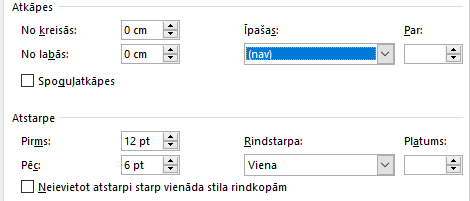 Atkāpes
No kreisās: 0 cm Īpašas: Par:
No labās: 0 cm (nav)
Spoguļatkāpes
Atstarpe
Pirms: 12 pt Rindstarpa: Platums:
Pēc: 6 pt Viena
Neievietot atstarpi starp vienāda stila rindkopām